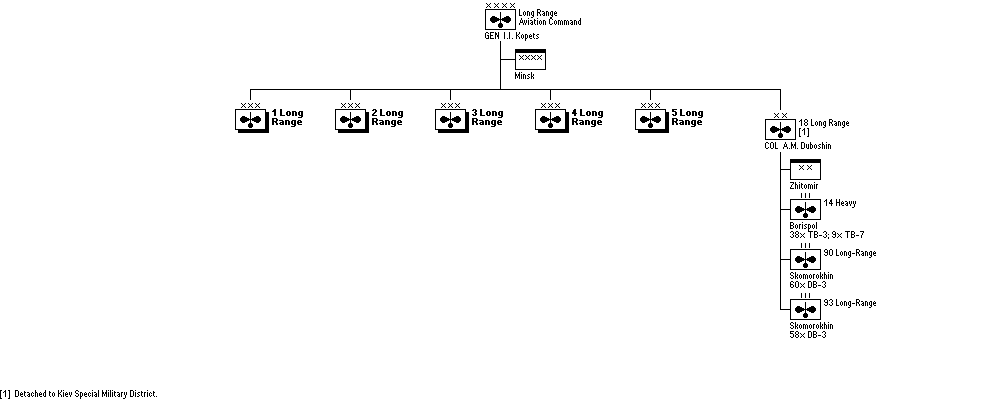 XXXX
Long Range
Aviation Command
GEN I.I. Kopets
XXXX
Minsk
XXX
1 Long
Range
XXX
2 Long
Range
XXX
3 Long
Range
XXX
4 Long
Range
XXX
5 Long
Range
XX
18 Long Range
[1]
COL A.M. Duboshin
XX
Zhitomir
III
14 Heavy
Borispol
38x TB-3; 9x TB-7
III
90 Long-Range
Skomorokhin
60x DB-3
III
93 Long-Range
Skomorokhin
58x DB-3
[1] Detached to Kiev Special Military District.